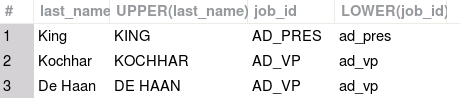 # last_name UPPER(last_name) job_id LOWER(job_id)
1 King KING AD_PRES ad_pres
2 Kochhar KOCHHAR AD_VP ad_vp
3 De Haan DE HAAN AD_VP ad_vp